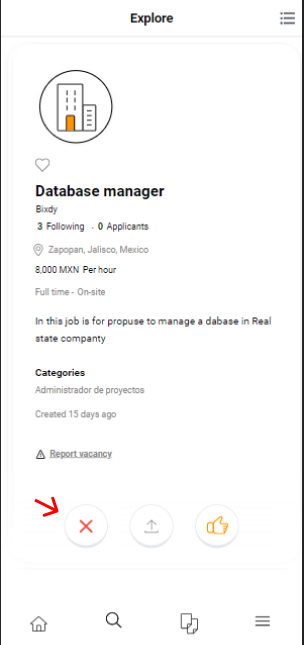 Explore
Database manager
Bixdy
3 Following . 0 Applicants
Zapopan, Jalisco, Mexico
8,000 MXN Per hour
Full time - On-site
In this job is for propuse to manage a dabase in Real
state companty
Categories
Administrador de proyectos
Created 15 days ago
Report vacancy